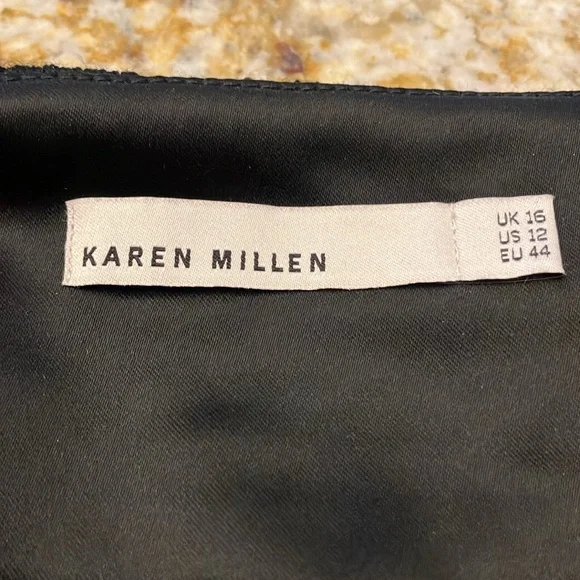 KAREN MILLEN
UK 16
US 12
EU 44